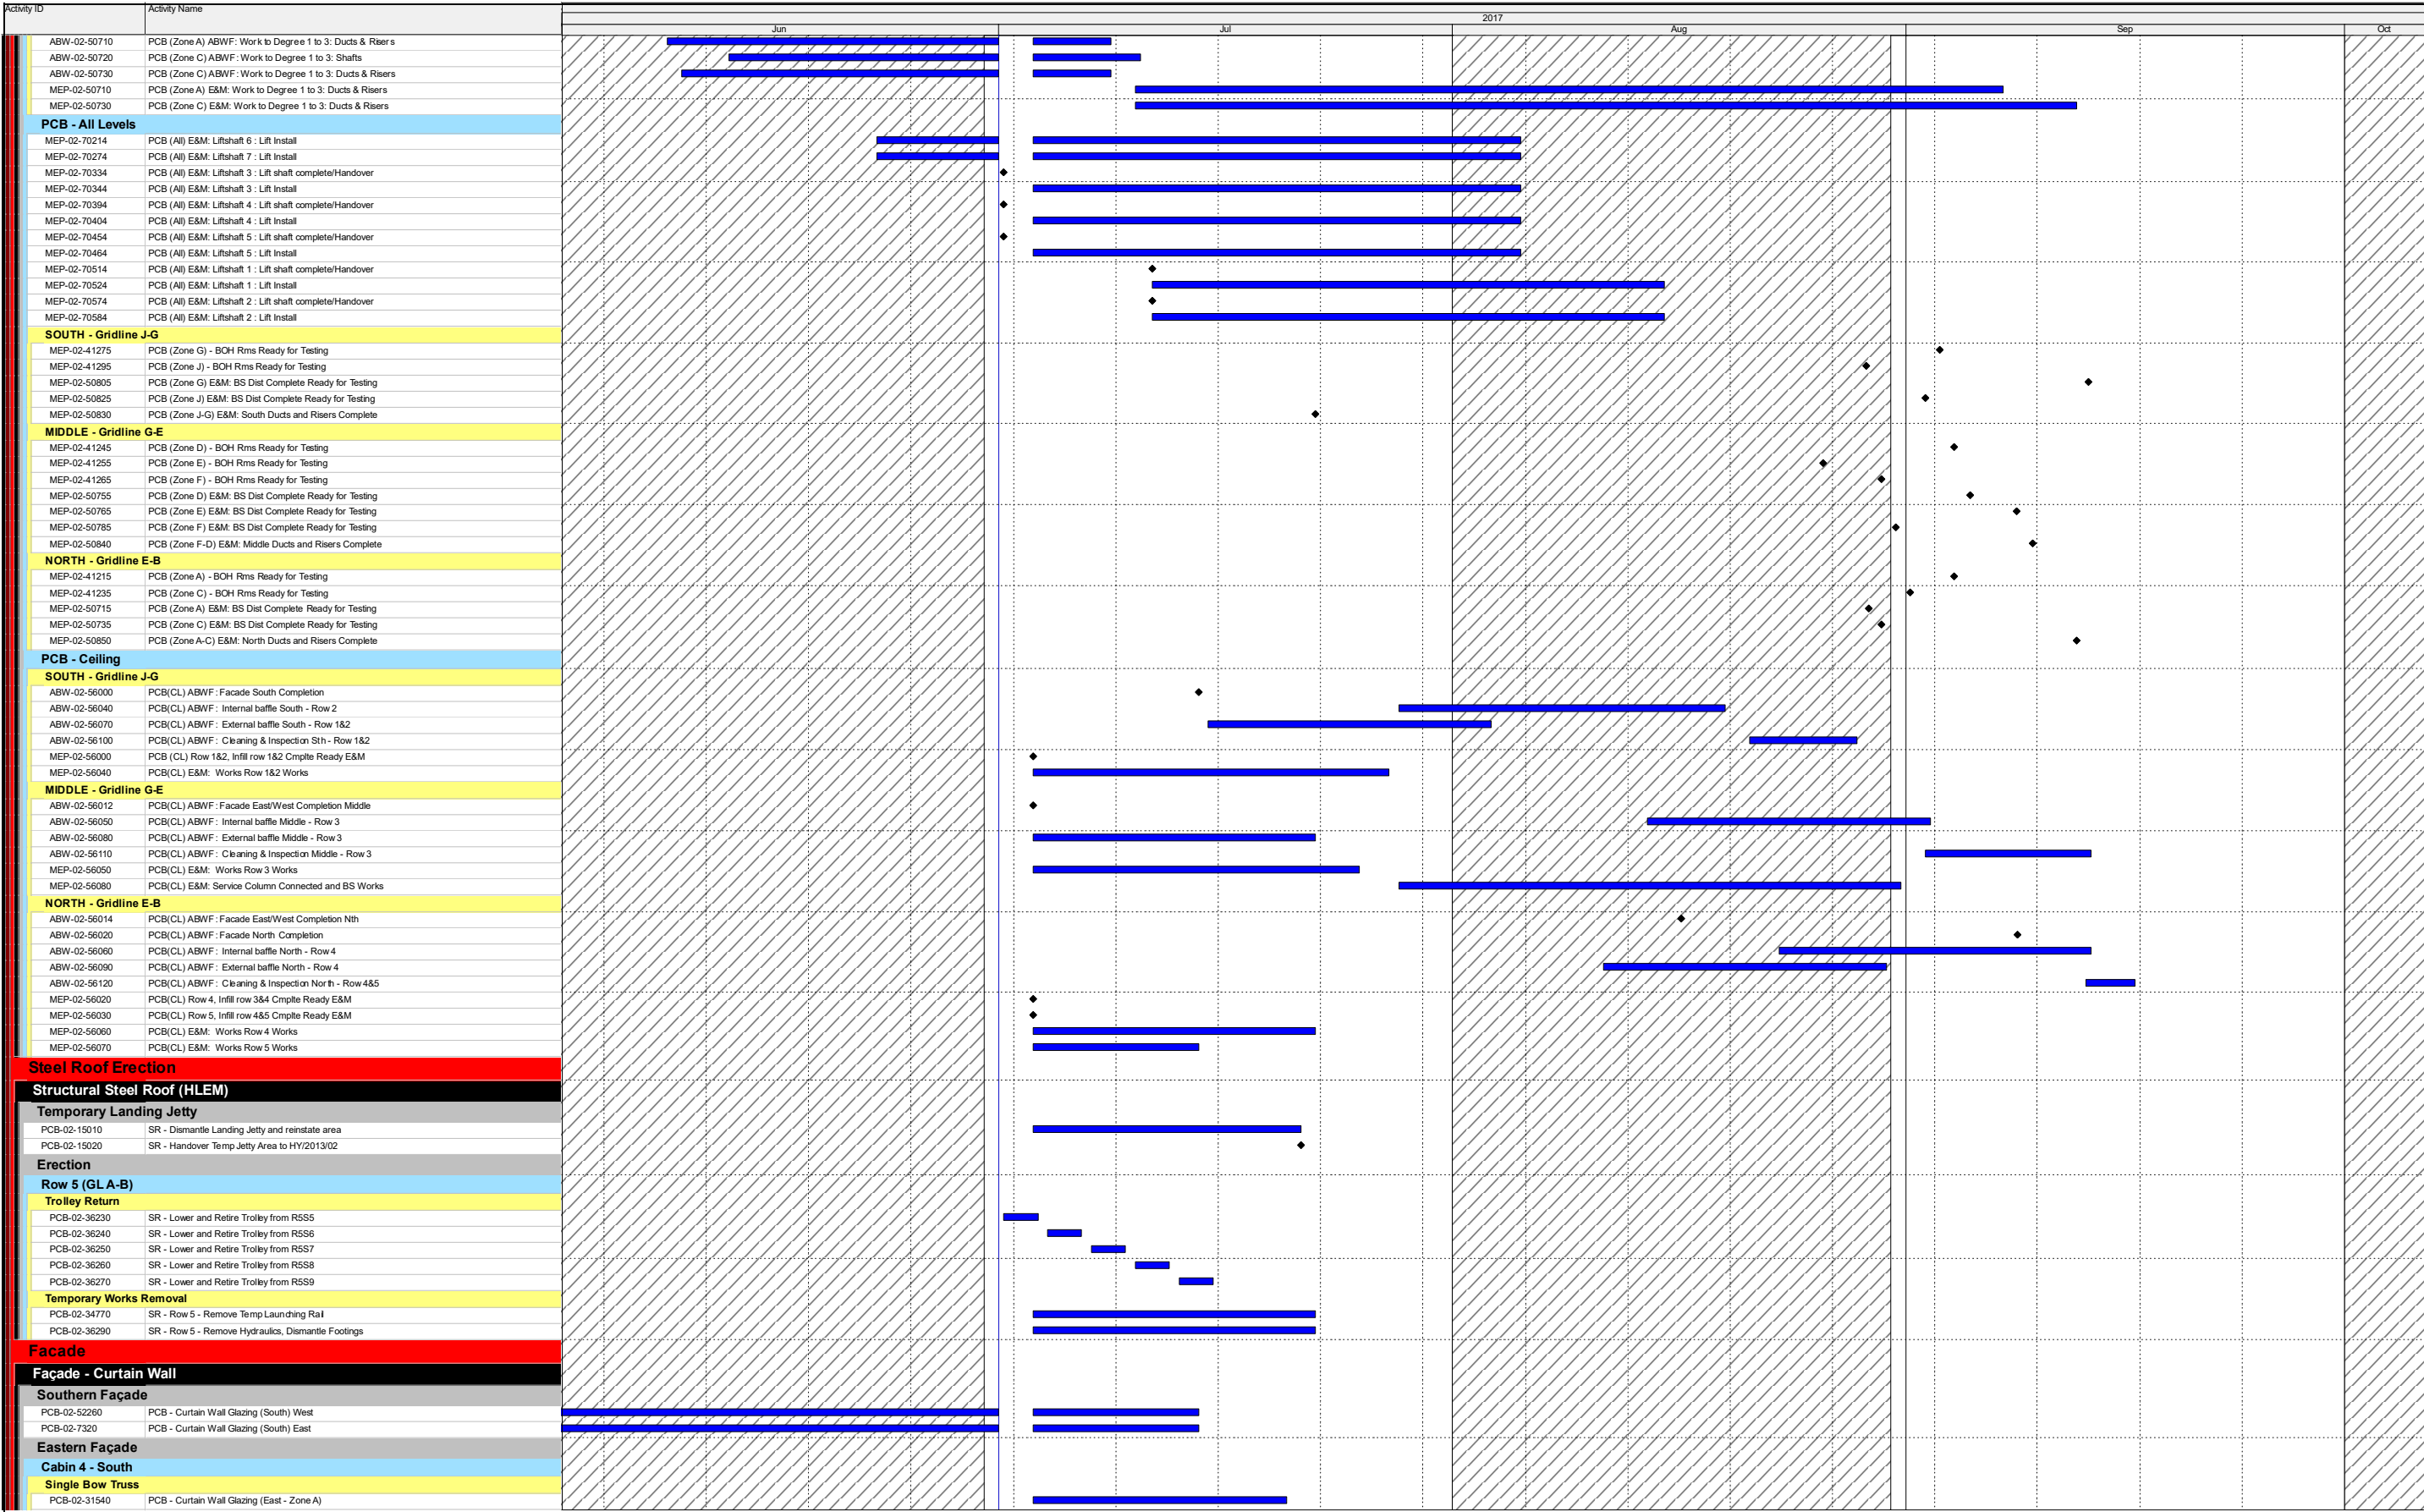 Activity ID Activity Name
2017
Jun Jul Aug Sep Oct
ABW-02-50710 PCB (Zone A) ABWF: Work to Degree 1 to 3: Ducts & Risers
ABW-02-50720 PCB (Zone C) ABWF: Work to Degree 1 to 3: Shafts
ABW-02-50730 PCB (Zone C) ABWF: Work to Degree 1 to 3: Ducts & Risers
MEP-02-50710 PCB (Zone A) E&M: Work to Degree 1 to 3: Ducts & Risers
MEP-02-50730 PCB (Zone C) E&M: Work to Degree 1 to 3: Ducts & Risers
PCB - All Levels
MEP-02-70214 PCB (All) E&M: Liftshaft 6 : Lift Install
MEP-02-70274 PCB (All) E&M: Liftshaft 7 : Lift Install
MEP-02-70334 PCB (All) E&M: Liftshaft 3 : Lift shaft complete/Handover
MEP-02-70344 PCB (All) E&M: Liftshaft 3 : Lift Install
MEP-02-70394 PCB (All) E&M: Liftshaft 4 : Lift shaft complete/Handover
MEP-02-70404 PCB (All) E&M: Liftshaft 4 : Lift Install
MEP-02-70454 PCB (All) E&M: Liftshaft 5 : Lift shaft complete/Handover
MEP-02-70464 PCB (All) E&M: Liftshaft 5 : Lift Install
MEP-02-70514 PCB (All) E&M: Liftshaft 1 : Lift shaft complete/Handover
MEP-02-70524 PCB (All) E&M: Liftshaft 1 : Lift Install
MEP-02-70574 PCB (All) E&M: Liftshaft 2 : Lift shaft complete/Handover
MEP-02-70584 PCB (All) E&M: Liftshaft 2 : Lift Install
SOUTH - Gridline J-G
MEP-02-41275 PCB (Zone G) - BOH Rms Ready for Testing
MEP-02-41295 PCB (Zone J) - BOH Rms Ready for Testing
MEP-02-50805 PCB (Zone G) E&M: BS Dist Complete Ready for Testing
MEP-02-50825 PCB (Zone J) E&M: BS Dist Complete Ready for Testing
MEP-02-50830 PCB (Zone J-G) E&M: South Ducts and Risers Complete
MIDDLE - Gridline G-E
MEP-02-41245 PCB (Zone D) - BOH Rms Ready for Testing
MEP-02-41255 PCB (Zone E) - BOH Rms Ready for Testing
MEP-02-41265 PCB (Zone F) - BOH Rms Ready for Testing
MEP-02-50755 PCB (Zone D) E&M: BS Dist Complete Ready for Testing
MEP-02-50765 PCB (Zone E) E&M: BS Dist Complete Ready for Testing
MEP-02-50785 PCB (Zone F) E&M: BS Dist Complete Ready for Testing
MEP-02-50840 PCB (Zone F-D) E&M: Middle Ducts and Risers Complete
NORTH - Gridline E-B
MEP-02-41215 PCB (Zone A) - BOH Rms Ready for Testing
MEP-02-41235 PCB (Zone C) - BOH Rms Ready for Testing
MEP-02-50715 PCB (Zone A) E&M: BS Dist Complete Ready for Testing
MEP-02-50735 PCB (Zone C) E&M: BS Dist Complete Ready for Testing
MEP-02-50850 PCB (Zone A-C) E&M: North Ducts and Risers Complete
PCB - Ceiling
SOUTH - Gridline J-G
ABW-02-56000 PCB(CL) ABWF: Facade South Completion
ABW-02-56040 PCB(CL) ABWF: Internal baffle South - Row 2
ABW-02-56070 PCB(CL) ABWF: External baffle South - Row 1&2
ABW-02-56100 PCB(CL) ABWF: Cleaning & Inspection Sth - Row 1&2
MEP-02-56000 PCB (CL) Row 1&2, Infill row 1&2 Cmplte Ready E&M
MEP-02-56040 PCB(CL) E&M: Works Row 1&2 Works
MIDDLE - Gridline G-E
ABW-02-56012 PCB(CL) ABWF: Facade East/West Completion Middle
ABW-02-56050 PCB(CL) ABWF: Internal baffle Middle - Row 3
ABW-02-56080 PCB(CL) ABWF: External baffle Middle - Row 3
ABW-02-56110 PCB(CL) ABWF: Cleaning & Inspection Middle - Row 3
MEP-02-56050 PCB(CL) E&M: Works Row 3 Works
MEP-02-56080 PCB(CL) E&M: Service Column Connected and BS Works
NORTH - Gridline E-B
ABW-02-56014 PCB(CL) ABWF: Facade East/West Completion Nth
ABW-02-56020 PCB(CL) ABWF: Facade North Completion
ABW-02-56060 PCB(CL) ABWF: Internal baffle North - Row 4
ABW-02-56090 PCB(CL) ABWF: External baffle North - Row 4
ABW-02-56120 PCB(CL) ABWF: Cleaning & Inspection North - Row 4&5
MEP-02-56020 PCB(CL) Row 4, Infill row 3&4 Cmplte Ready E&M
MEP-02-56030 PCB(CL) Row 5, Infill row 4&5 Cmplte Ready E&M
MEP-02-56060 PCB(CL) E&M: Works Row 4 Works
MEP-02-56070 PCB(CL) E&M: Works Row 5 Works
Steel Roof Erection
Structural Steel Roof (HLEM)
Temporary Landing Jetty
PCB-02-15010 SR - Dismantle Landing Jetty and reinstate area
PCB-02-15020 SR - Handover Temp Jetty Area to HY/2013/02
Erection
Row 5 (GL A-B)
Trolley Return
PCB-02-36230 SR - Lower and Retire Trolley from R5S5
PCB-02-36240 SR - Lower and Retire Trolley from R5S6
PCB-02-36250 SR - Lower and Retire Trolley from R5S7
PCB-02-36260 SR - Lower and Retire Trolley from R5S8
PCB-02-36270 SR - Lower and Retire Trolley from R5S9
Temporary Works Removal
PCB-02-34770 SR - Row 5 - Remove Temp Launching Rail
PCB-02-36290 SR - Row 5 - Remove Hydraulics, Dismantle Footings
Facade
Façade - Curtain Wall
Southern Façade
PCB-02-52260 PCB - Curtain Wall Glazing (South) West
PCB-02-7320 PCB - Curtain Wall Glazing (South) East
Eastern Façade
Cabin 4 - South
Single Bow Truss
PCB-02-31540 PCB - Curtain Wall Glazing (East - Zone A)